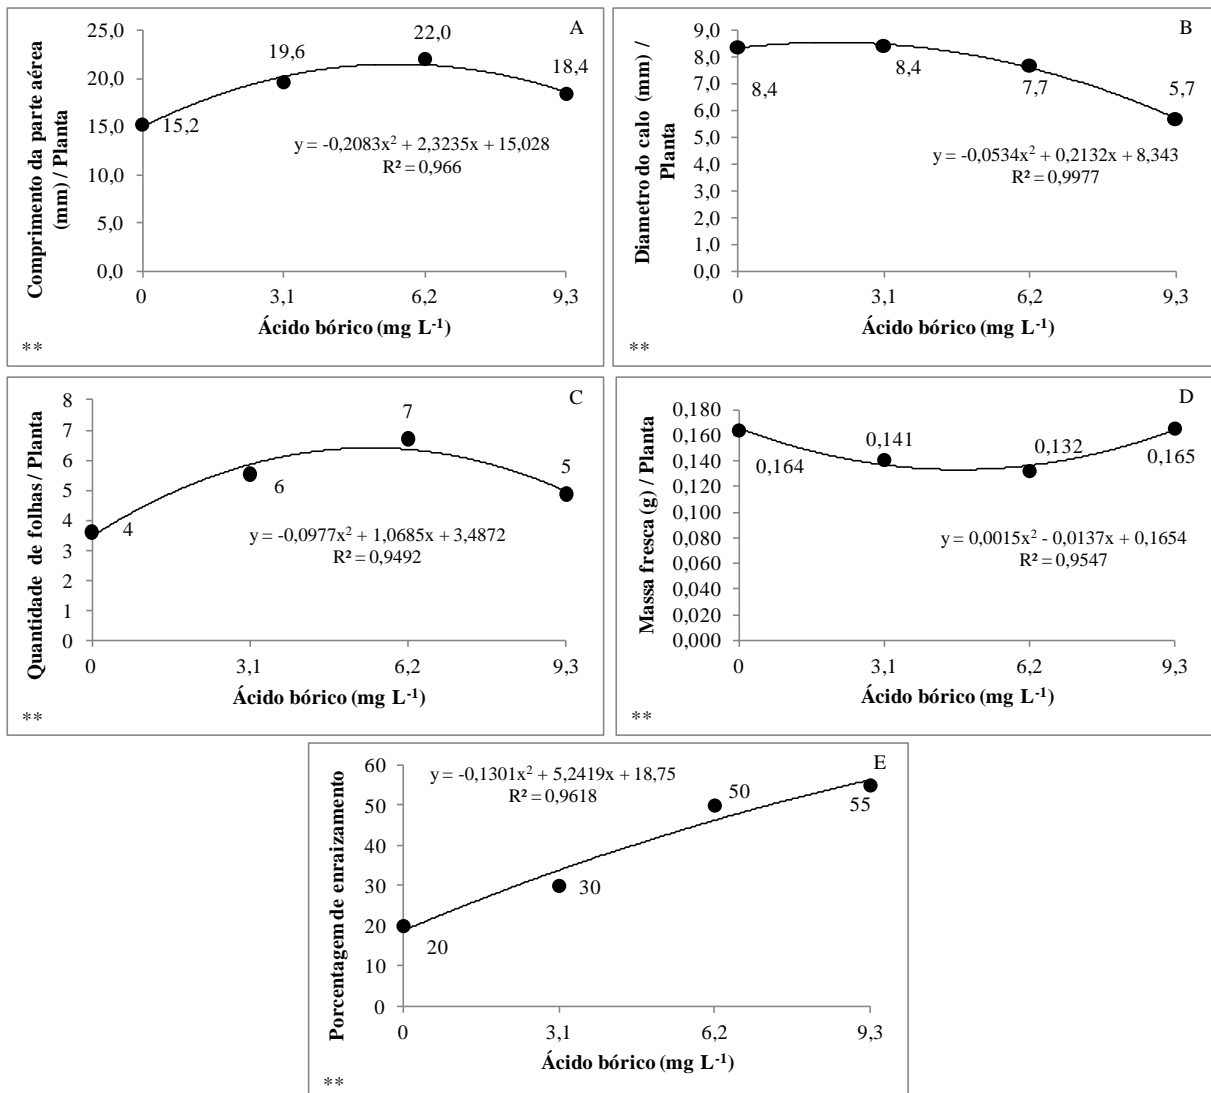 A
Comprimento da parte aérea
(mm) / Planta
25,0
20,0
15,0
10,0
5,0
0,0
15,2
19,6
22,0
18,4
y = -0,2083x² + 2,3235x + 15,028
R² = 0,966
0 3,1 6,2 9,3
Ácido bórico (mg L⁻¹)
**
B
Diametro do calo (mm) /
Planta
9,0
8,0
7,0
6,0
5,0
4,0
3,0
2,0
1,0
0,0
8,4
8,4
7,7
5,7
y = -0,0534x² + 0,2132x + 8,343
R² = 0,9977
0 3,1 6,2 9,3
Ácido bórico (mg L⁻¹)
**
C
Quantidade de folhas / Planta
8
7
6
5
4
3
2
1
0
4
6
7
5
y = -0,0977x² + 1,0685x + 3,4872
R² = 0,9492
0 3,1 6,2 9,3
Ácido bórico (mg L⁻¹)
**
D
Massa fresca (g) / Planta
0,180
0,160
0,140
0,120
0,100
0,080
0,060
0,040
0,020
0,000
0,164
0,141
0,132
0,165
y = 0,0015x² - 0,0137x + 0,1654
R² = 0,9547
0 3,1 6,2 9,3
Ácido bórico (mg L⁻¹)
**
E
Porcentagem de enraizamento
60
50
40
30
20
10
0
y = -0,1301x² + 5,2419x + 18,75
R² = 0,9618
20
30
50
55
0 3,1 6,2 9,3
Ácido bórico (mg L⁻¹)
**